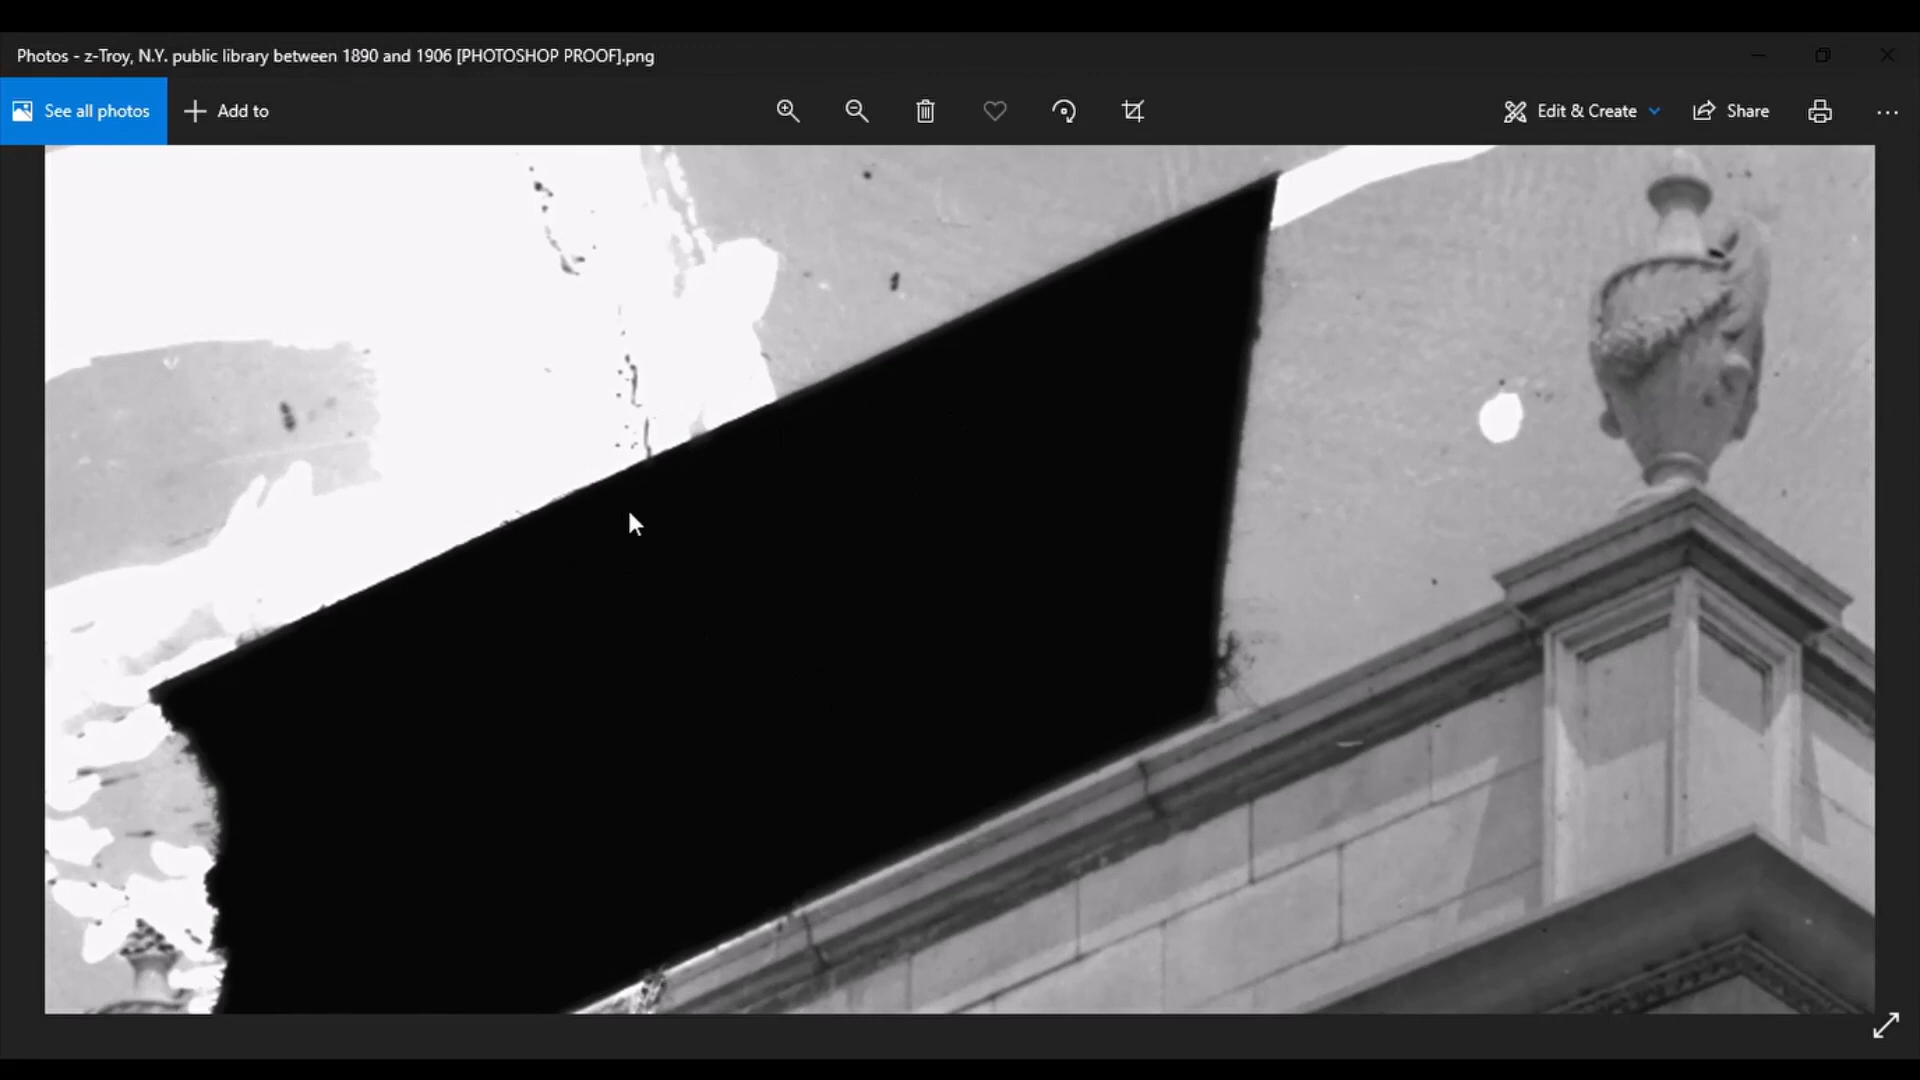 Photos - z-Troy, N.Y. public library between 1890 and 1906 [PHOTOSHOP PROOF].png
See all photos
Add to
Edit & Create
Share